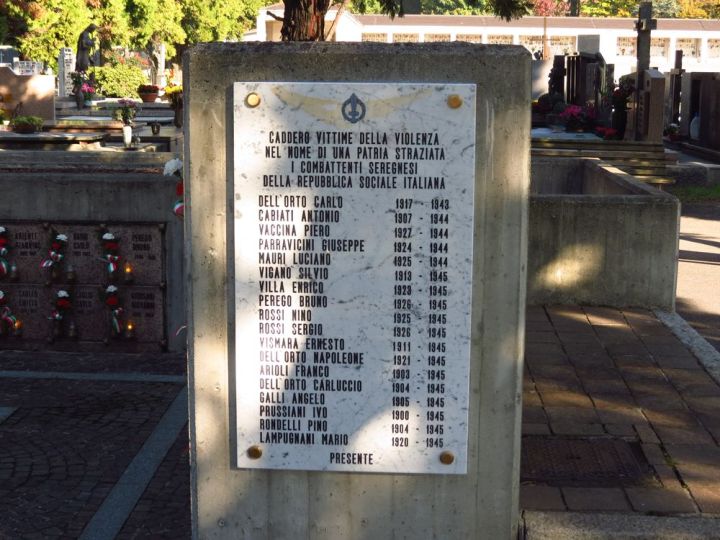 CADDERO VITTIME DELLA VIOLENZA
NEL NOME DI UNA PATRIA STRAZIATA
I COMBATTENTI SEREGNESI
DELLA REPUBBLICA SOCIALE ITALIANA
DELL'ORTO CARLO 1917 - 1943
CABIATI ANTONIO 1907 - 1944
VACCINA PIERO 1927 - 1944
PARRAVICINI GIUSEPPE 1924 - 1944
MAURI LUCIANO 1925 - 1944
VIGANO' SILVIO 1913 - 1945
VILLA ENRICO 1923 - 1945
PEREGO BRUNO 1926 - 1945
ROSSI NINO 1925 - 1945
ROSSI SERGIO 1926 - 1945
VISMARA ERNESTO 1911 - 1945
DELL'ORTO NAPOLEONE 1921 - 1945
ARIOLI FRANCO 1903 - 1945
DELL'ORTO CARLUCCIO 1904 - 1945
GALLI ANGELO 1905 - 1945
PRUSSIANI IVO 1900 - 1945
RONDELLI PINO 1904 - 1945
LAMPUGNANI MARIO 1920 - 1945
PRESENTE
PEREGO
BRUNO